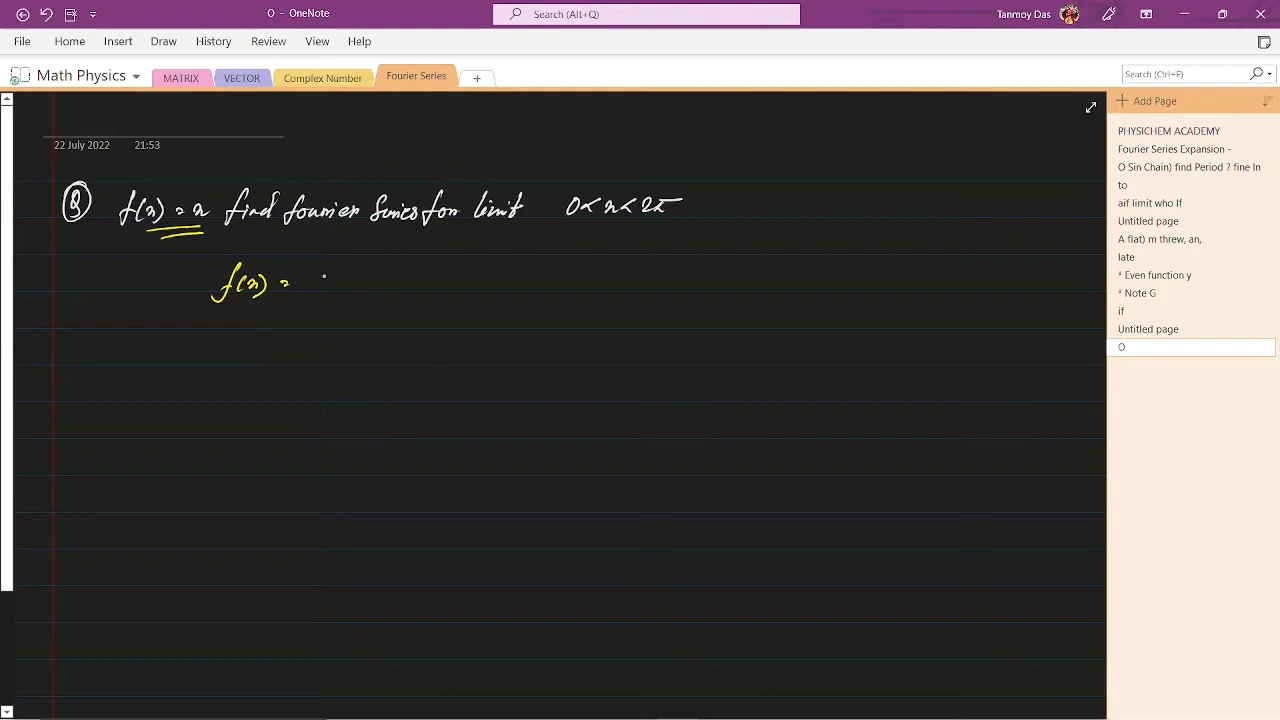 O - OneNote
Search (Alt+Q)
Tanmoy Das
File Home Insert Draw History Review View Help
Math Physics MATRIX VECTOR Complex Number Fourier Series +
Search (Ctrl+E)
Add Page
22 July 2022 21:53
Q f(x) = x find fourier Series for limit 0<x<2π
f(x) =
PHYSICHEM ACADEMY
Fourier Series Expansion -
O Sin Chain) find Period ? fine In
to
aif limit who If
Untitled page
A flat) m threw, an,
late
* Even function y
* Note G
if
Untitled page
O